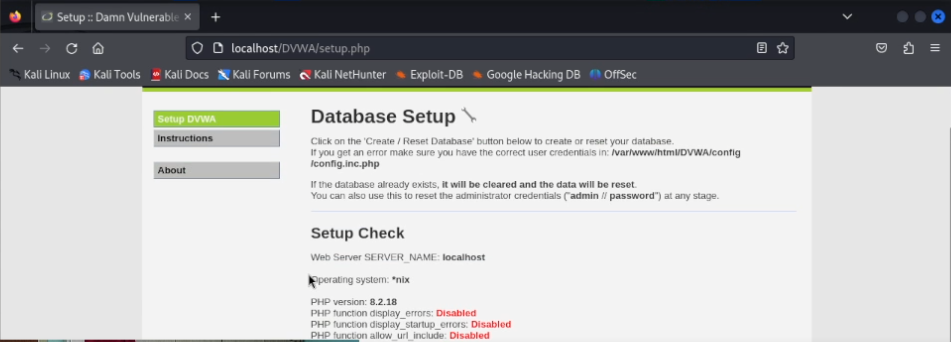 Setup :: Damn Vulnerable
localhost/DVWA/setup.php
Kali Linux Kali Tools Kali Docs Kali Forums Kali NetHunter Exploit-DB Google Hacking DB OffSec
Setup DVWA
Instructions
About
Database Setup
Click on the 'Create / Reset Database' button below to create or reset your database.
If you get an error make sure you have the correct user credentials in: /var/www/html/DVWA/config
/config.inc.php
If the database already exists, it will be cleared and the data will be reset.
You can also use this to reset the administrator credentials ("admin // password") at any stage.
Setup Check
Web Server SERVER_NAME: localhost
Operating system: *nix
PHP version: 8.2.18
PHP function display_errors: Disabled
PHP function display_startup_errors: Disabled
PHP function allow_url_include: Disabled